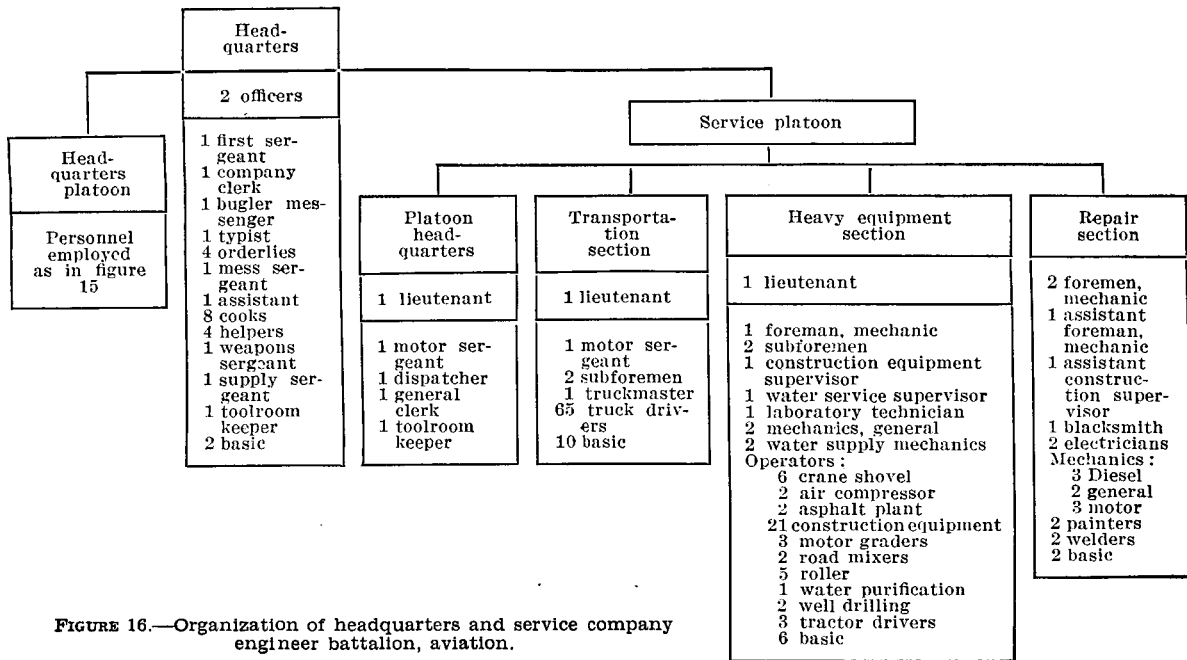 Head-
quarters
2 officers
1 first ser-
geant
1 company
clerk
1 bugler mes-
senger
1 typist
4 orderlies
1 mess ser-
geant
1 assistant
8 cooks
4 helpers
1 weapons
sergeant
1 supply ser-
geant
1 toolroom
keeper
2 basic
Head-
quarters
platoon
Personnel
employed
as in figure
15
Service platoon
Platoon
head-
quarters
1 lieutenant
1 motor ser-
geant
1 dispatcher
1 general
clerk
1 toolroom
keeper
Transporta-
tion
section
1 lieutenant
1 motor ser-
geant
2 subforemen
1 truckmaster
65 truck driv-
ers
10 basic
Heavy equipment
section
1 lieutenant
1 foreman, mechanic
2 subforemen
1 construction equipment
supervisor
1 water service supervisor
1 laboratory technician
2 mechanics, general
2 water supply mechanics
Operators:
6 crane shovel
2 air compressor
2 asphalt plant
21 construction equipment
3 motor graders
2 road mixers
5 roller
1 water purification
2 well drilling
3 tractor drivers
6 basic
Repair
section
2 foremen,
mechanic
1 assistant
foreman,
mechanic
1 assistant
construc-
tion super-
visor
1 blacksmith
2 electricians
Mechanics:
3 Diesel
2 general
3 motor
2 painters
2 welders
2 basic
FIGURE 16.—Organization of headquarters and service company
engineer battalion, aviation.